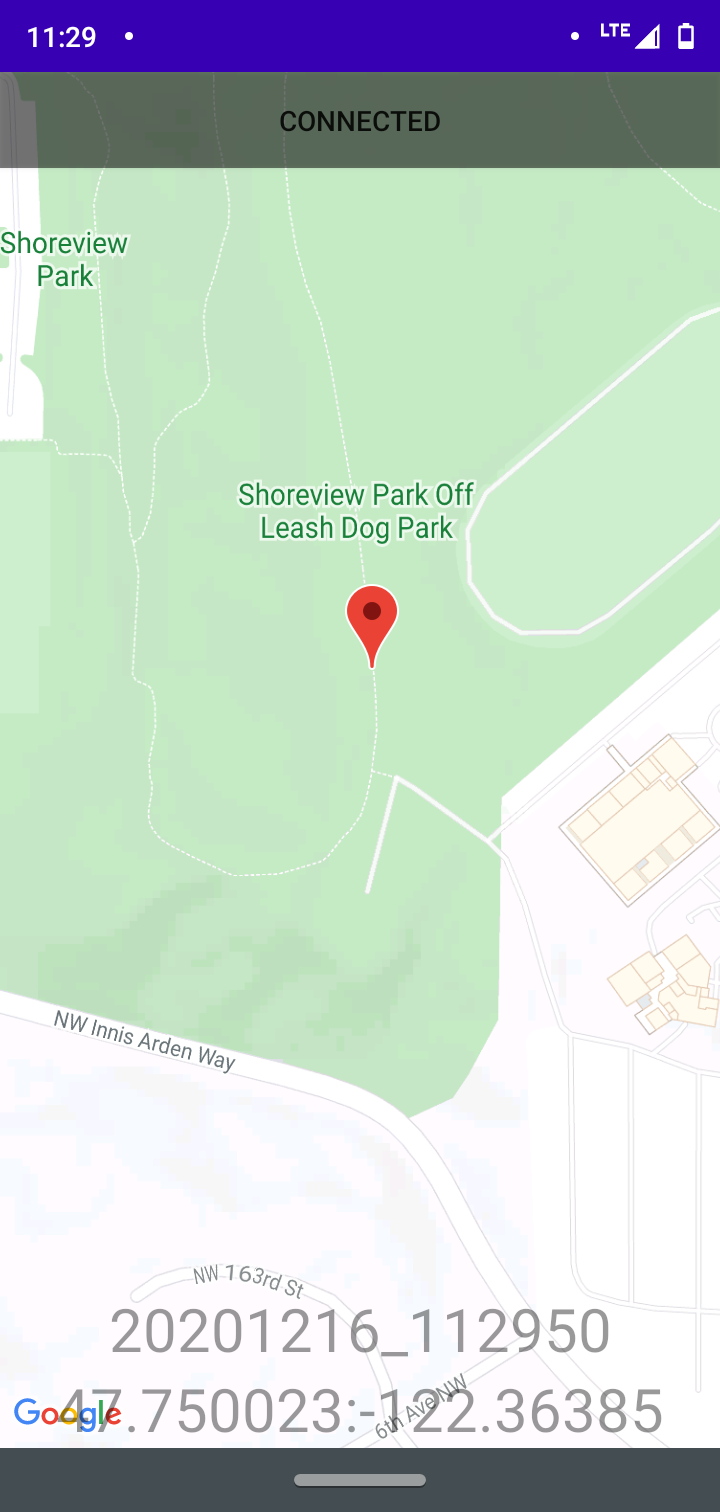 11:29
LTE
CONNECTED
Shoreview
Park
Shoreview Park Off
Leash Dog Park
NW Innis Arden Way
NW 163rd St
20201216_112950
6th Ave NW
Google
47.750023:-122.36385